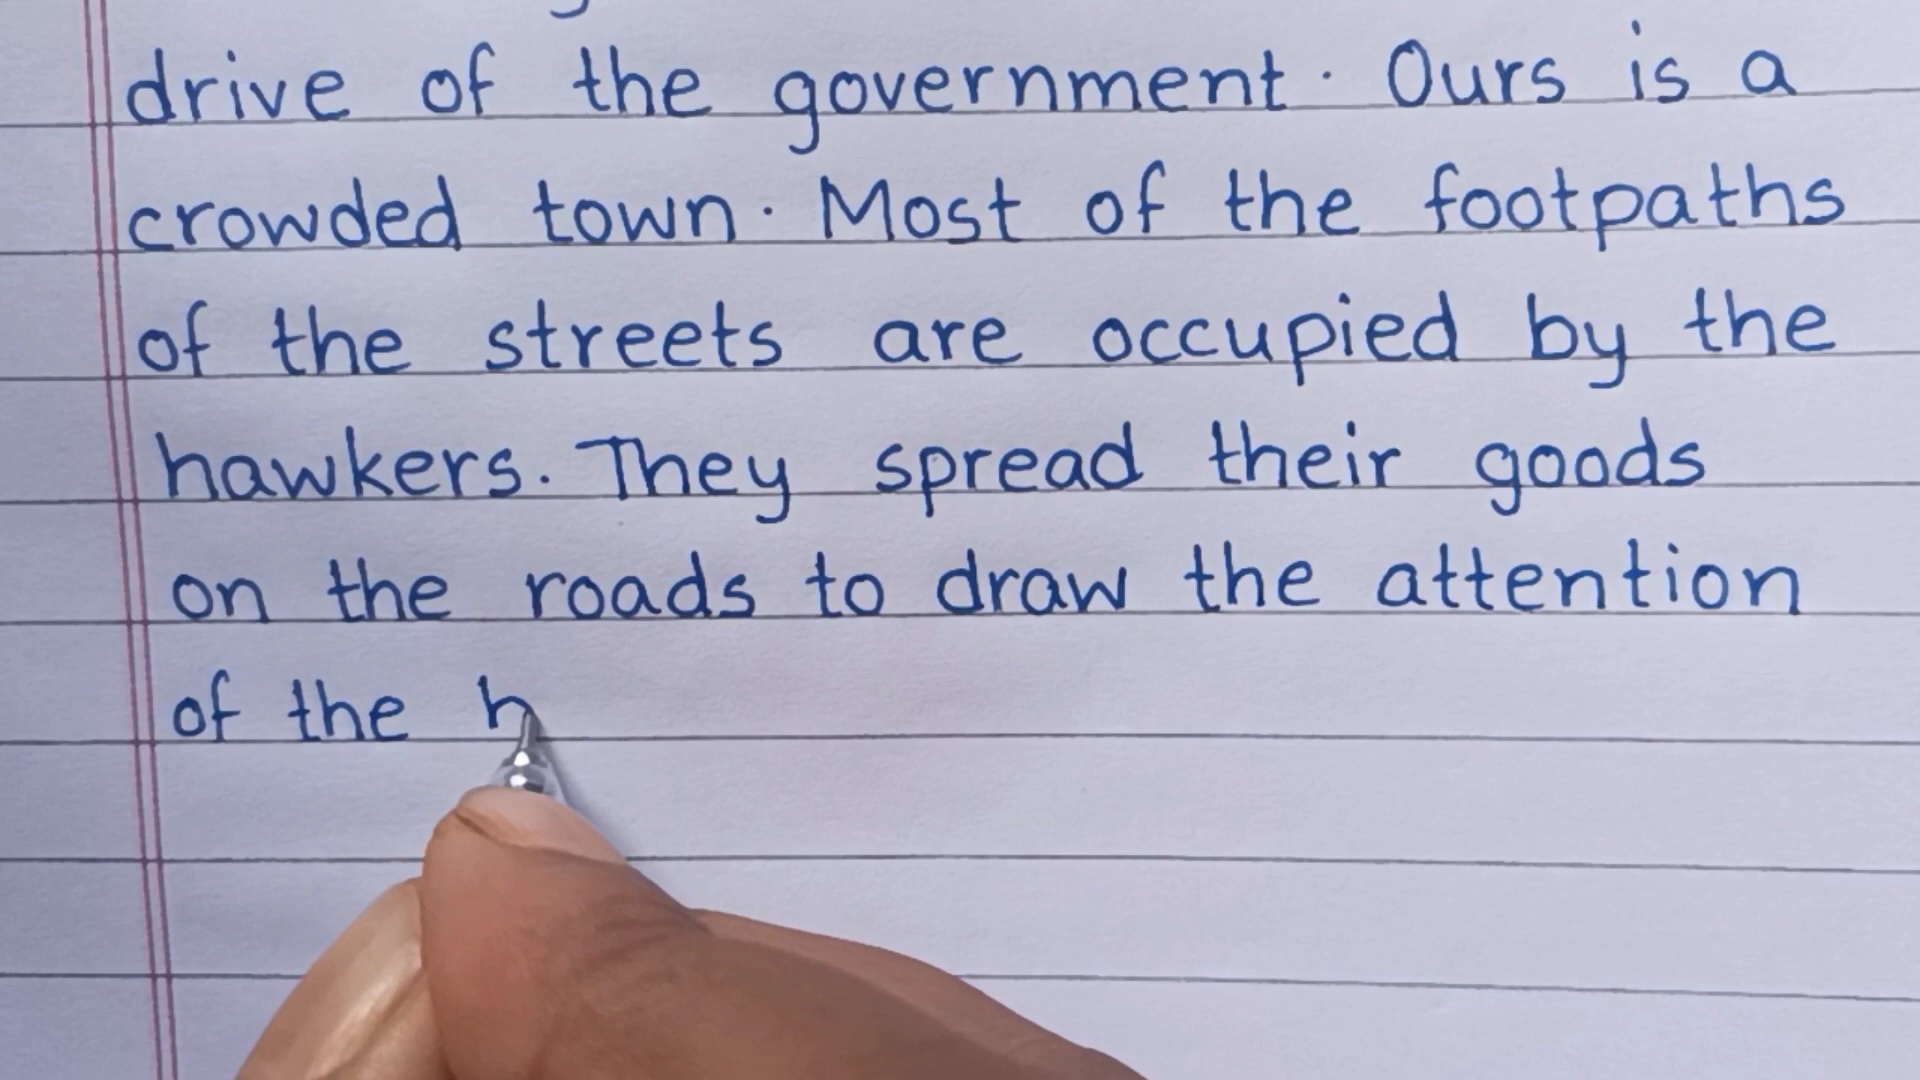 drive of the government. Ours is a
crowded town. Most of the footpaths
of the streets are occupied by the
hawkers. They spread their goods
on the roads to draw the attention
of the